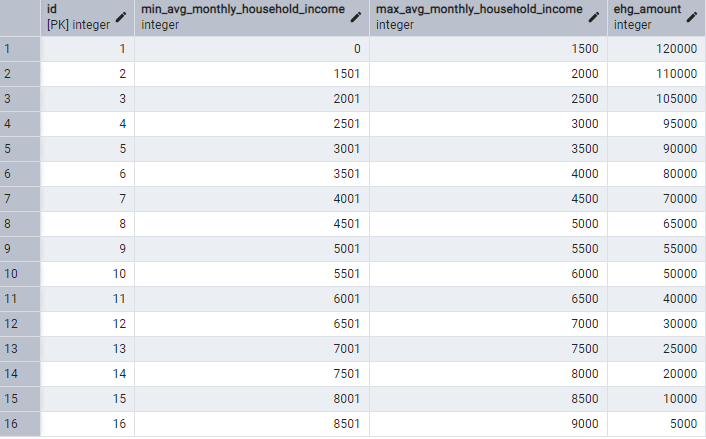 id min_avg_monthly_household_income max_avg_monthly_household_income ehg_amount
[PK] integer integer integer integer
1 1 0 1500 120000
2 2 1501 2000 110000
3 3 2001 2500 105000
4 4 2501 3000 95000
5 5 3001 3500 90000
6 6 3501 4000 80000
7 7 4001 4500 70000
8 8 4501 5000 65000
9 9 5001 5500 55000
10 10 5501 6000 50000
11 11 6001 6500 40000
12 12 6501 7000 30000
13 13 7001 7500 25000
14 14 7501 8000 20000
15 15 8001 8500 10000
16 16 8501 9000 5000